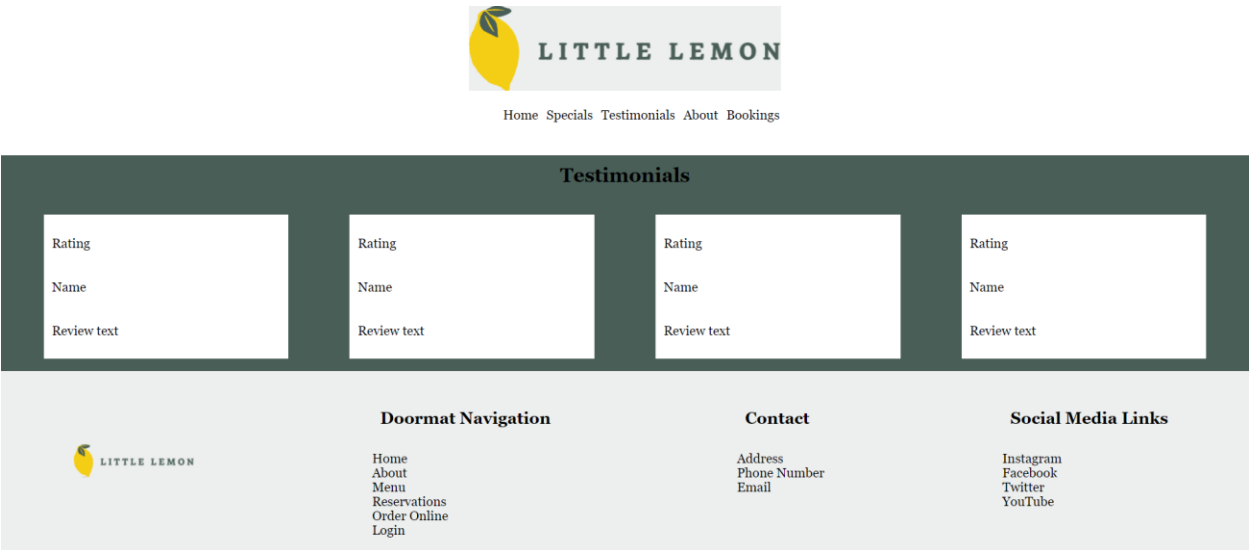 LITTLE LEMON
Home Specials Testimonials About Bookings
Testimonials
Rating
Name
Review text
Rating
Name
Review text
Rating
Name
Review text
Rating
Name
Review text
LITTLE LEMON
Doormat Navigation
Home
About
Menu
Reservations
Order Online
Login
Contact
Address
Phone Number
Email
Social Media Links
Instagram
Facebook
Twitter
YouTube